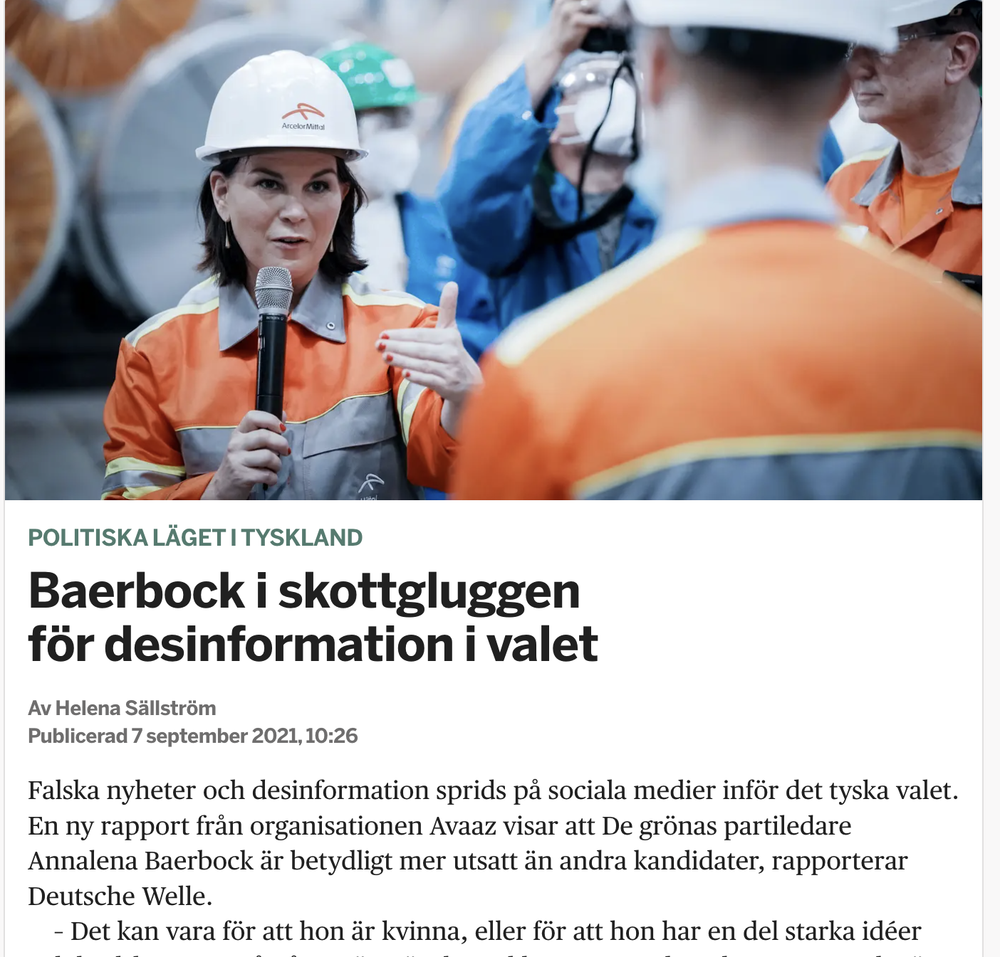 ArcelorMittal
POLITISKA LÄGET I TYSKLAND
Baerbock i skottgluggen
för desinformation i valet
Av Helena Sällström
Publicerad 7 september 2021, 10:26
Falska nyheter och desinformation sprids på sociala medier inför det tyska valet.
En ny rapport från organisationen Avaaz visar att De grönas partiledare
Annalena Baerbock är betydligt mer utsatt än andra kandidater, rapporterar
Deutsche Welle.
– Det kan vara för att hon är kvinna, eller för att hon har en del starka idéer